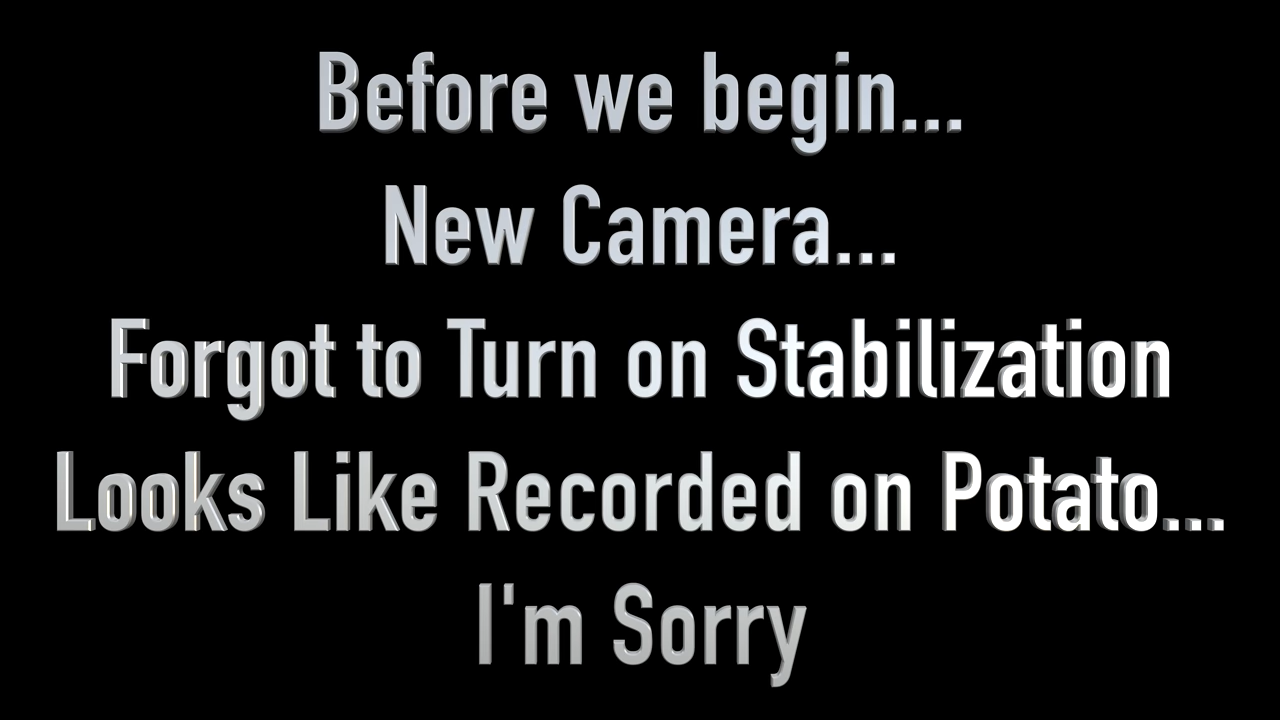 Before we begin...
New Camera...
Forgot to Turn on Stabilization
Looks Like Recorded on Potato...
I'm Sorry